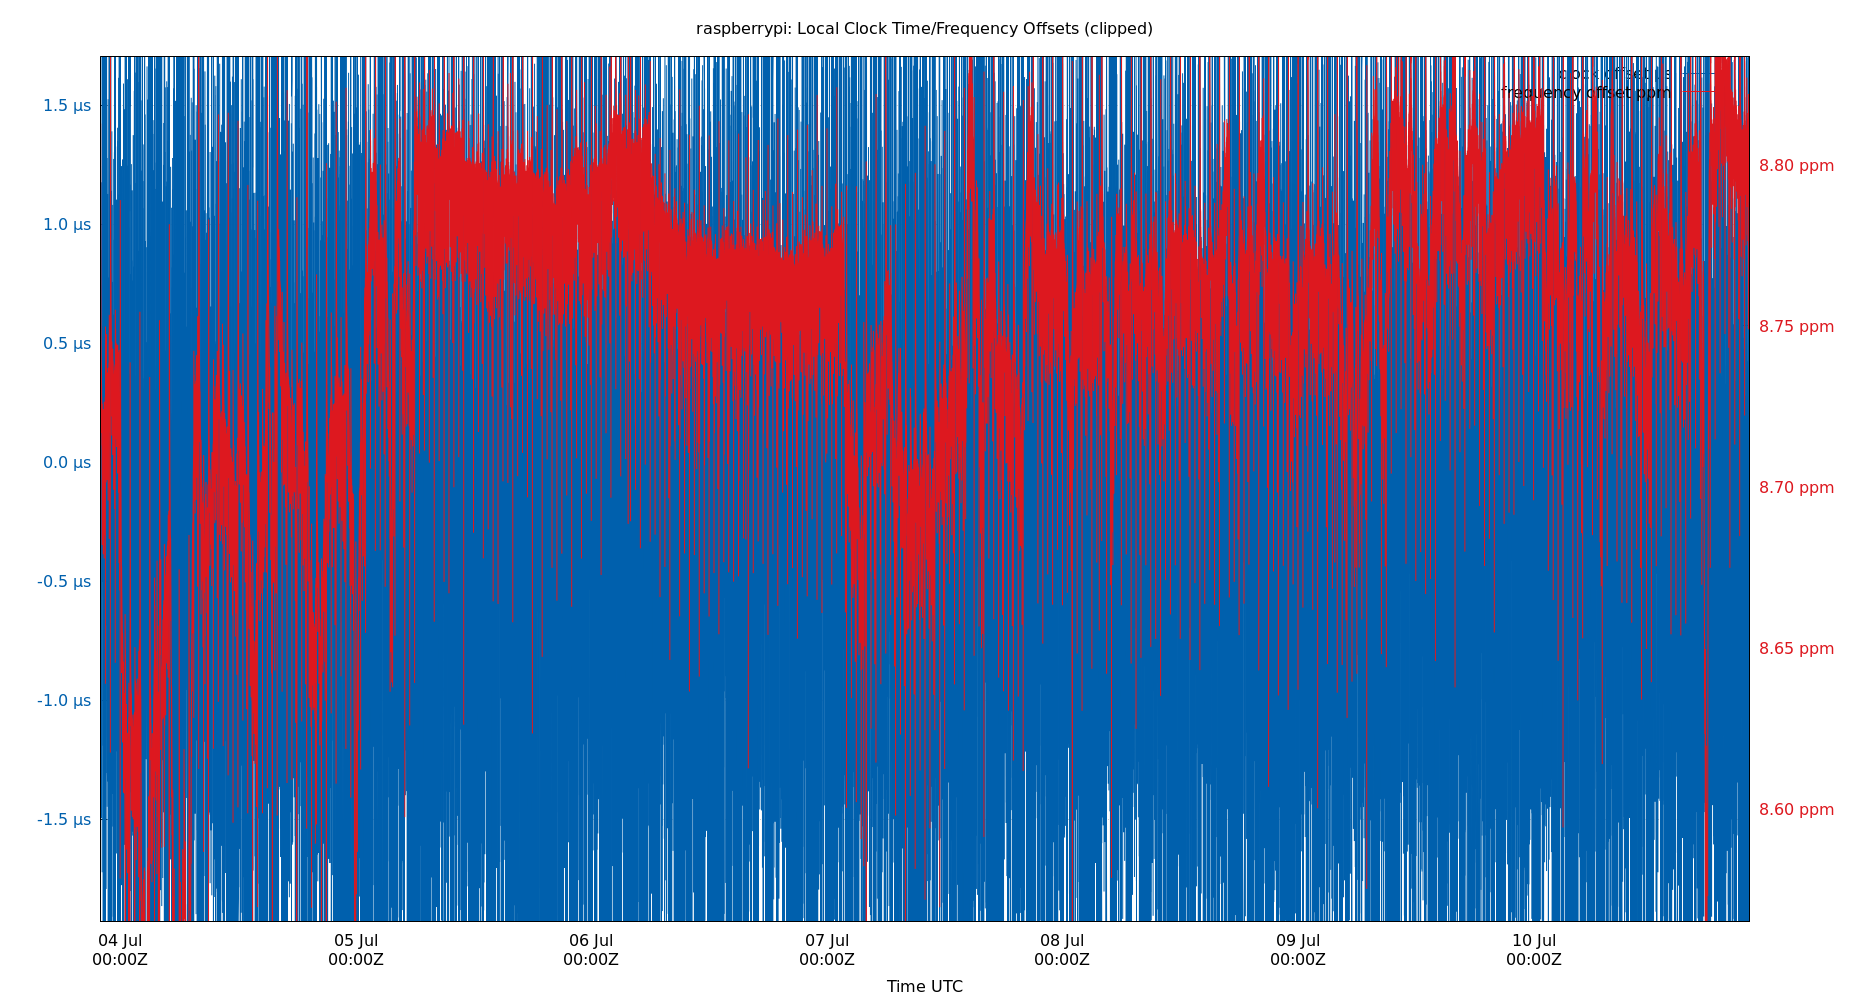 raspberrypi: Local Clock Time/Frequency Offsets (clipped)
clock offset µs
frequency offset ppm
1.5 µs
1.0 µs
0.5 µs
0.0 µs
-0.5 µs
-1.0 µs
-1.5 µs
8.80 ppm
8.75 ppm
8.70 ppm
8.65 ppm
8.60 ppm
04 Jul
00:00Z
05 Jul
00:00Z
06 Jul
00:00Z
07 Jul
00:00Z
08 Jul
00:00Z
09 Jul
00:00Z
10 Jul
00:00Z
Time UTC